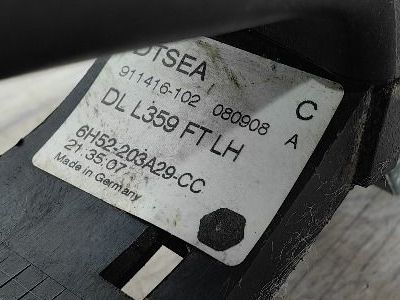 DTSEA
911416-102 080908 C
A
DL L359 FT LH
6H52-203A29-CC
21.35.07
Made in Germany